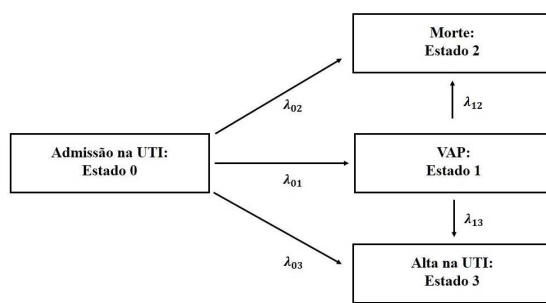 Morte:
Estado 2
λ02
λ12
Admissão na UTI:
Estado 0
λ01
VAP:
Estado 1
λ13
λ03
Alta na UTI:
Estado 3